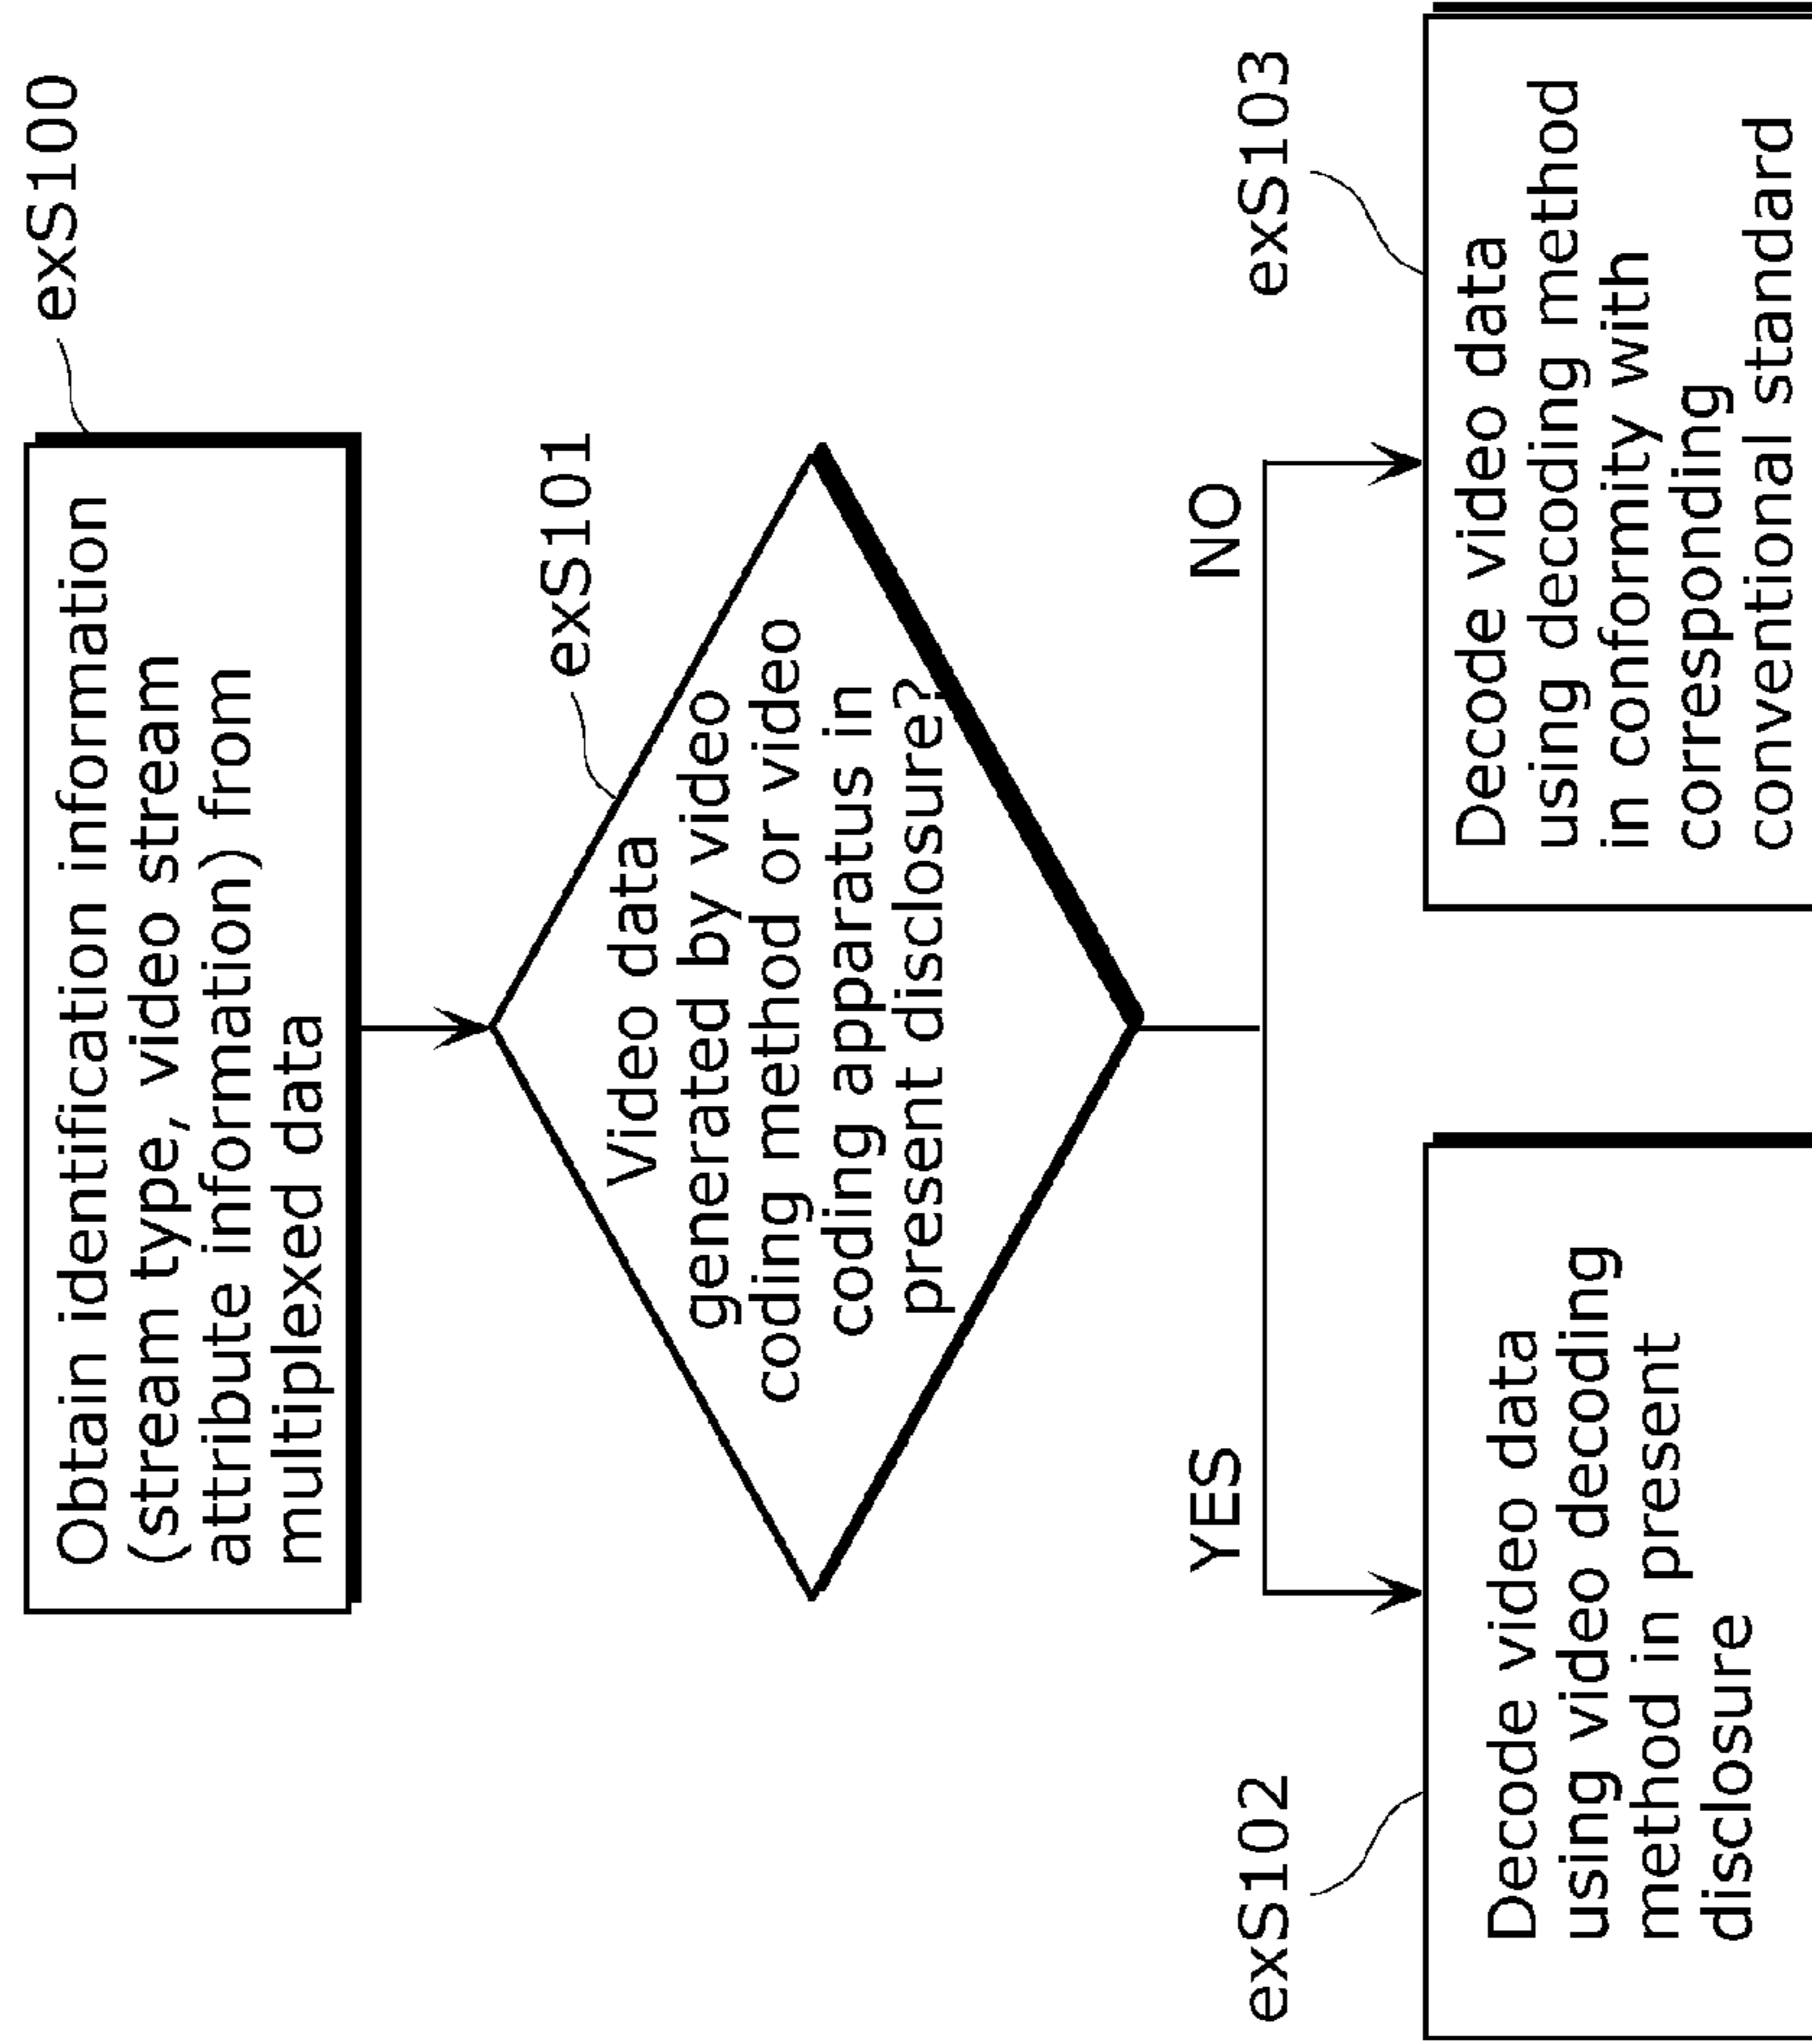 exS100
Obtain identification information
(stream type, video stream
attribute information) from
multiplexed data
exS101
Video data
generated by video
coding method or video
coding apparatus in
present disclosure?
YES
NO
exS102
Decode video data
using video decoding
method in present
disclosure
exS103
Decode video data
using decoding method
in conformity with
corresponding
conventional standard